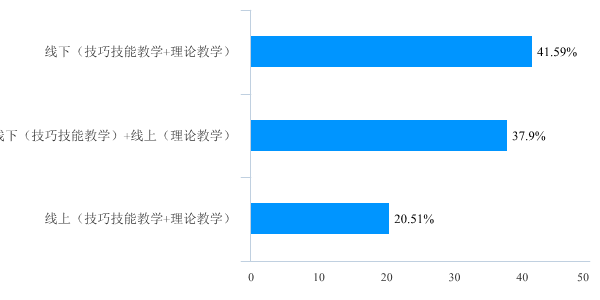 线下（技巧技能教学+理论教学）
41.59%
线下（技巧技能教学）+线上（理论教学）
37.9%
线上（技巧技能教学+理论教学）
20.51%
0 10 20 30 40 50